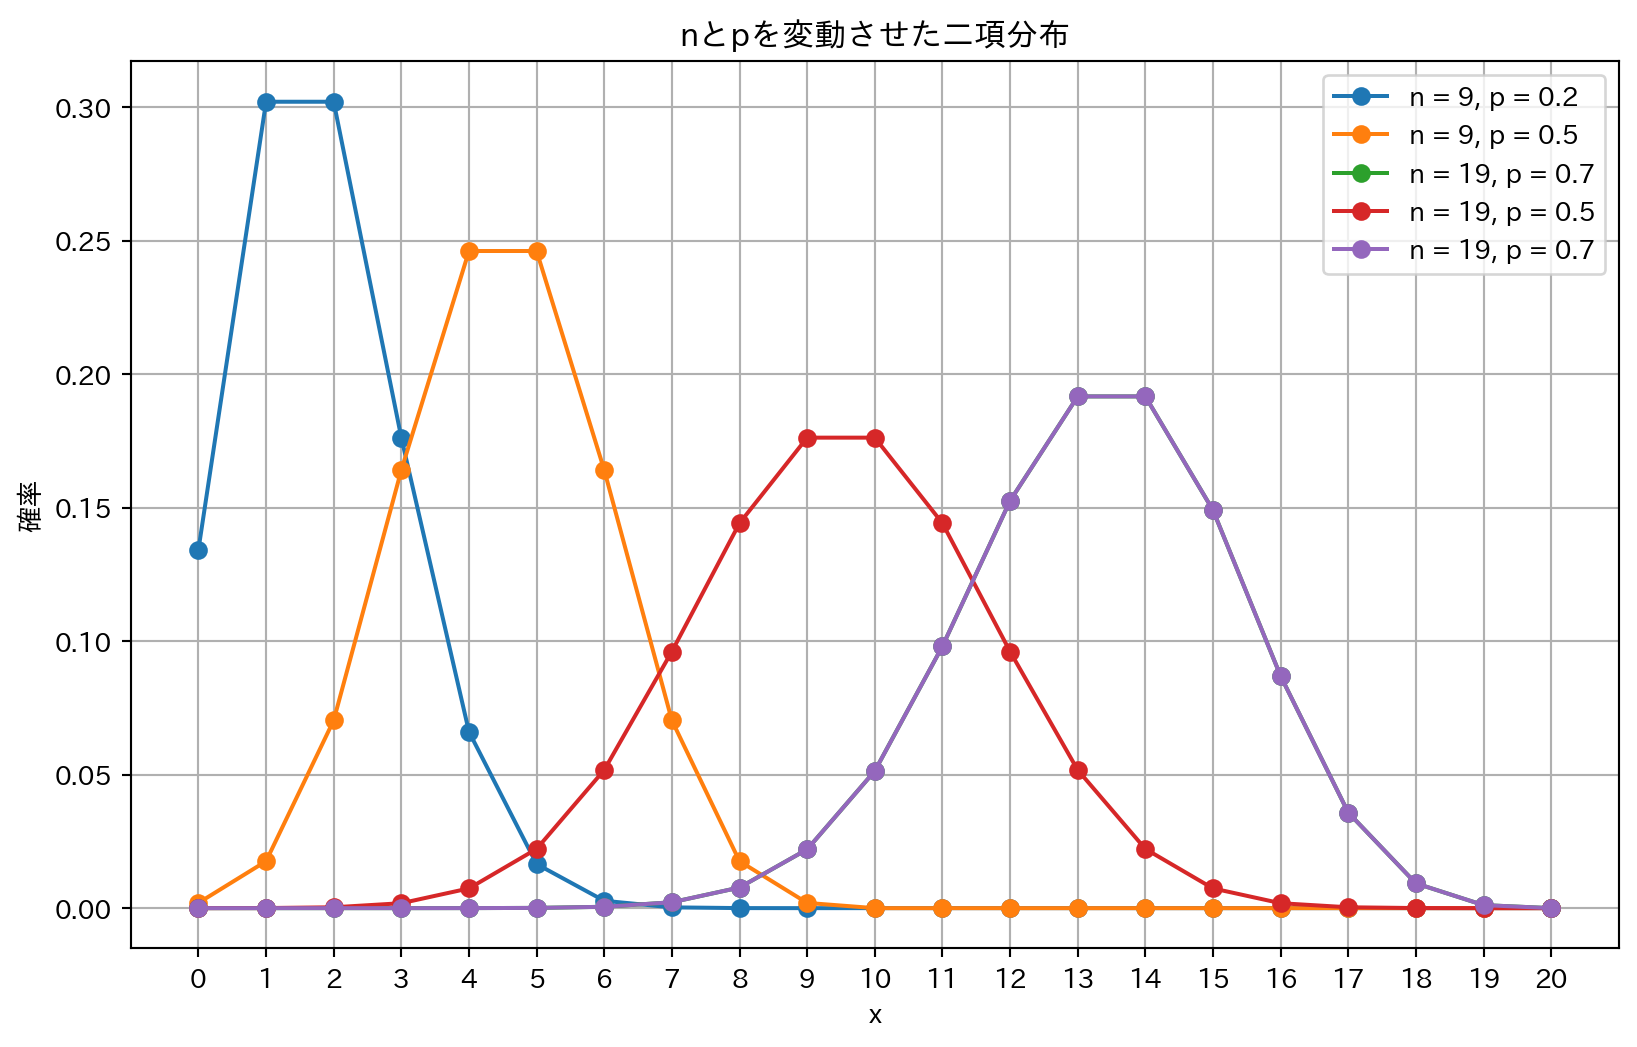 nとpを変動させた二項分布
n = 9, p = 0.2
n = 9, p = 0.5
n = 19, p = 0.7
n = 19, p = 0.5
n = 19, p = 0.7
確率
0.30
0.25
0.20
0.15
0.10
0.05
0.00
0 1 2 3 4 5 6 7 8 9 10 11 12 13 14 15 16 17 18 19 20
x